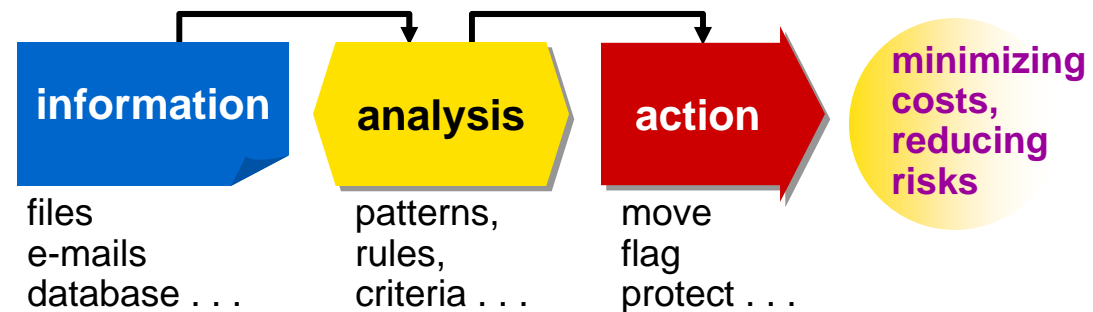 information
analysis
action
minimizing
costs,
reducing
risks
files
e-mails
database . . .
patterns,
rules,
criteria . . .
move
flag
protect . . .